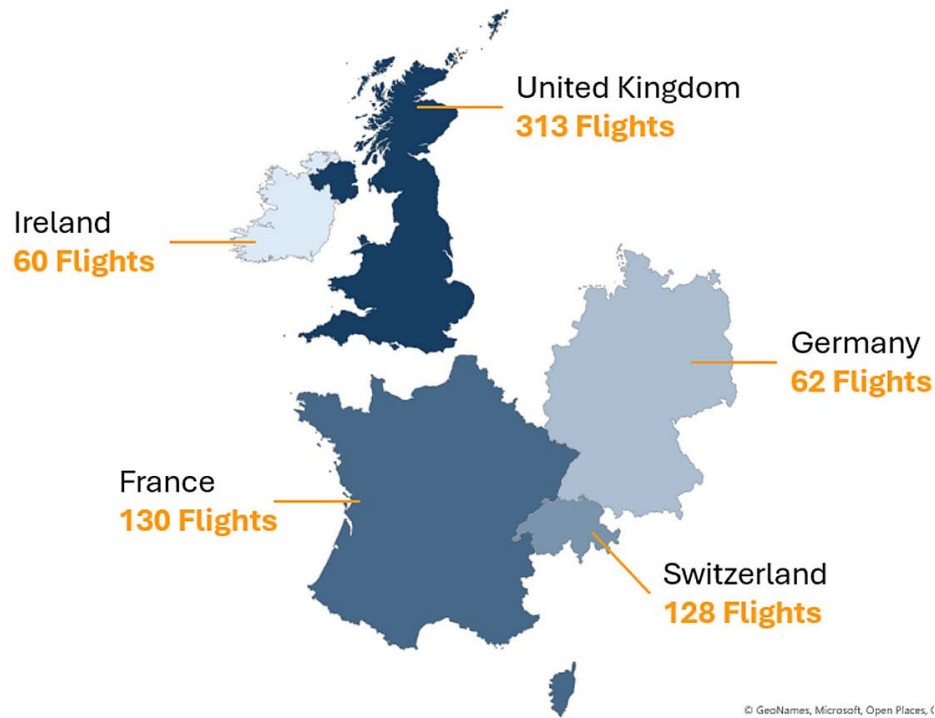 United Kingdom
313 Flights
Ireland
60 Flights
Germany
62 Flights
France
130 Flights
Switzerland
128 Flights
© GeoNames, Microsoft, Open Places,